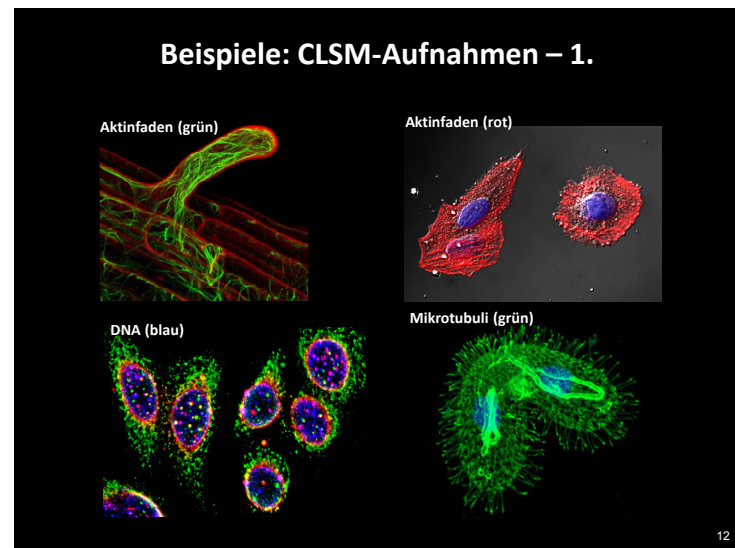 Beispiele: CLSM-Aufnahmen – 1.
Aktinfaden (grün)
Aktinfaden (rot)
DNA (blau)
Mikrotubuli (grün)
12